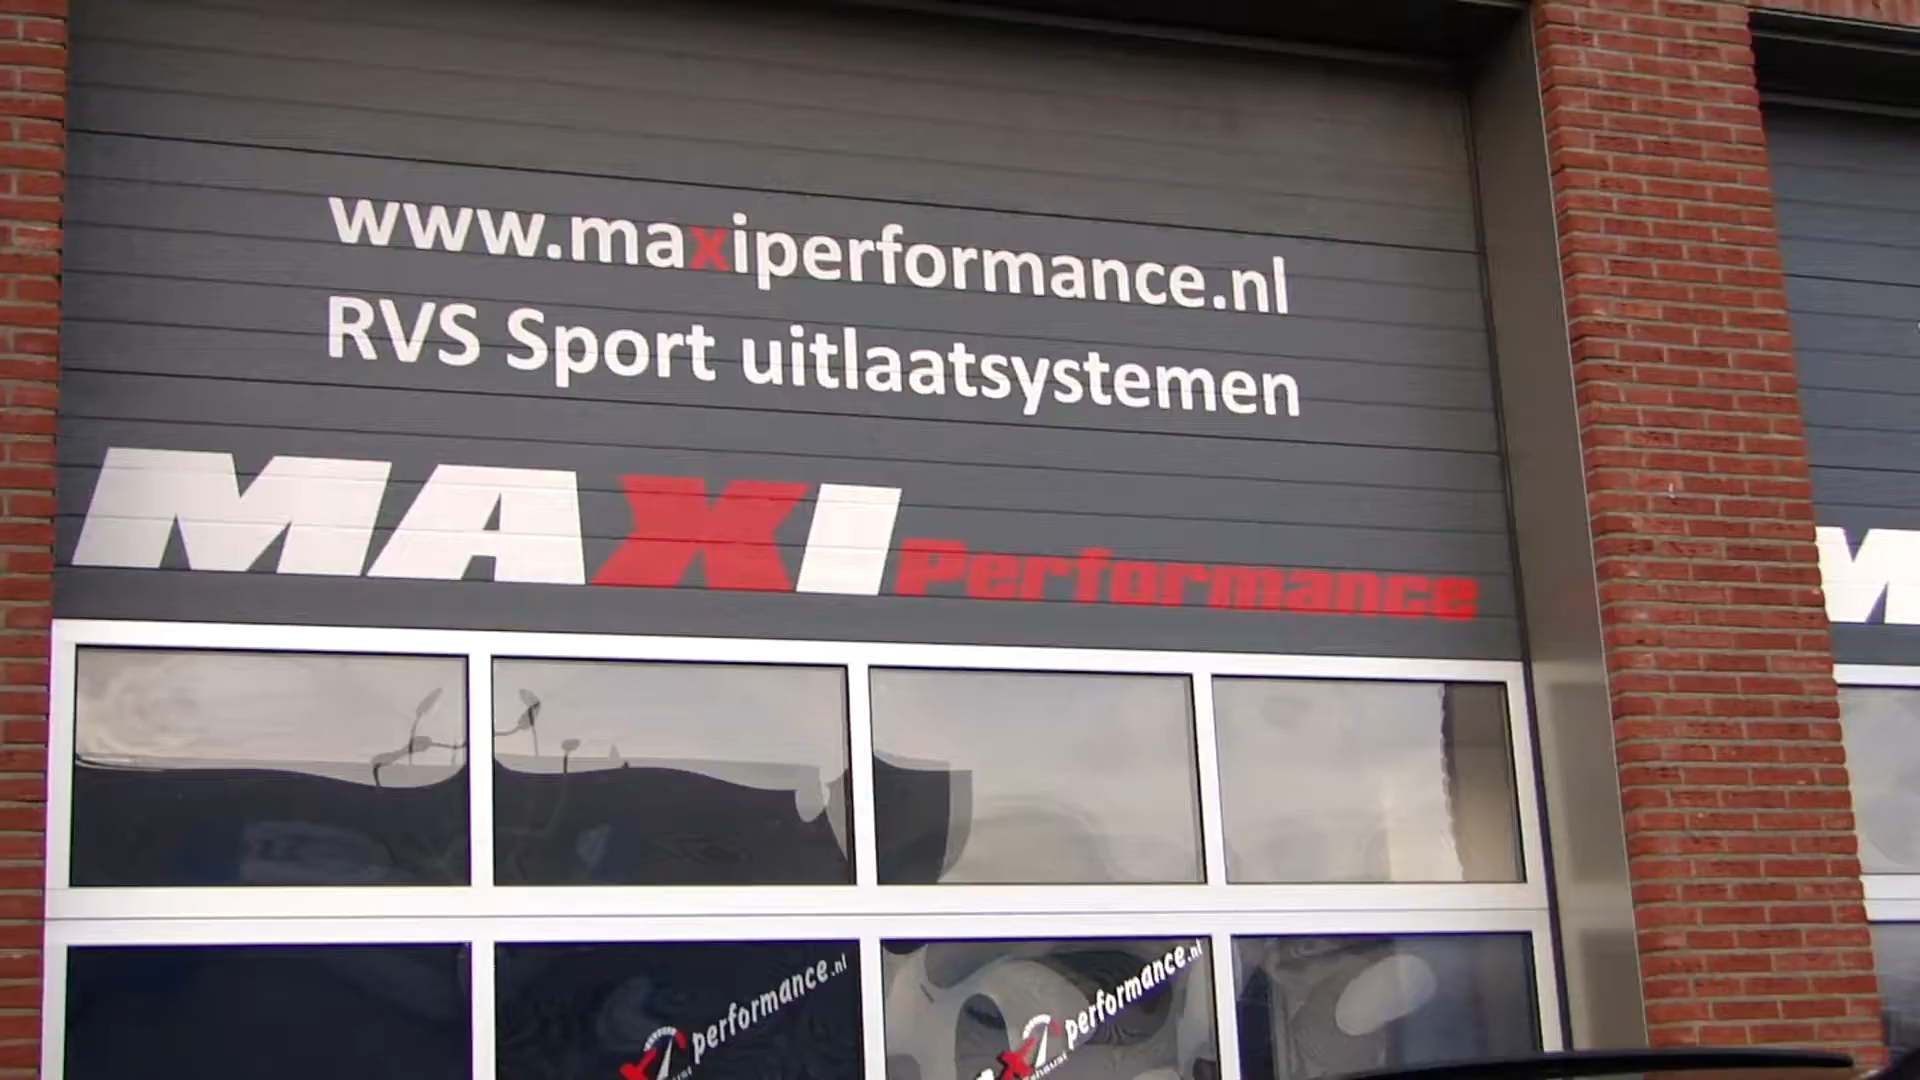 www.maxiperformance.nl
RVS Sport uitlaatsystemen
MAXI Performance
performance.nl
performance.nl